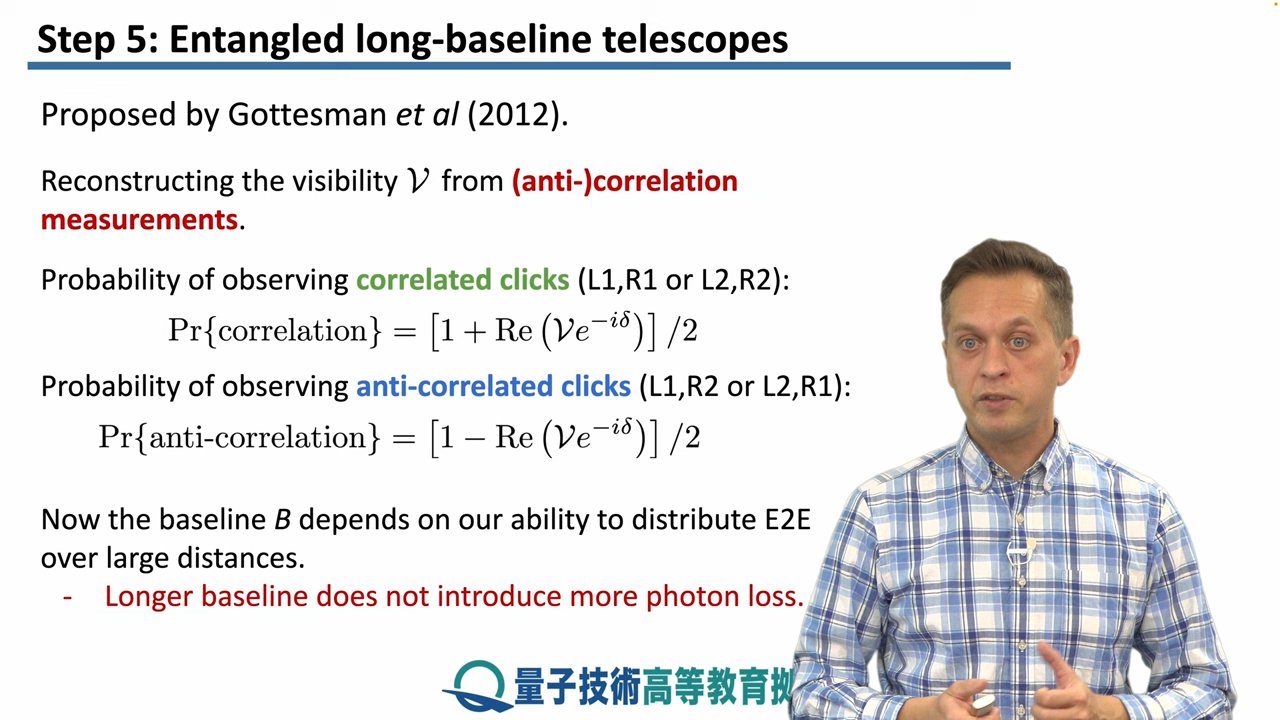 Step 5: Entangled long-baseline telescopes
Proposed by Gottesman et al (2012).
Reconstructing the visibility 𝒱 from (anti-)correlation
measurements.
Probability of observing correlated clicks (L1,R1 or L2,R2):
Pr{correlation} = [1 + Re (𝒱e^{−iδ})] /2
Probability of observing anti-correlated clicks (L1,R2 or L2,R1):
Pr{anti-correlation} = [1 − Re (𝒱e^{−iδ})] /2
Now the baseline B depends on our ability to distribute E2E
over large distances.
- Longer baseline does not introduce more photon loss.
量子技術高等教育拠